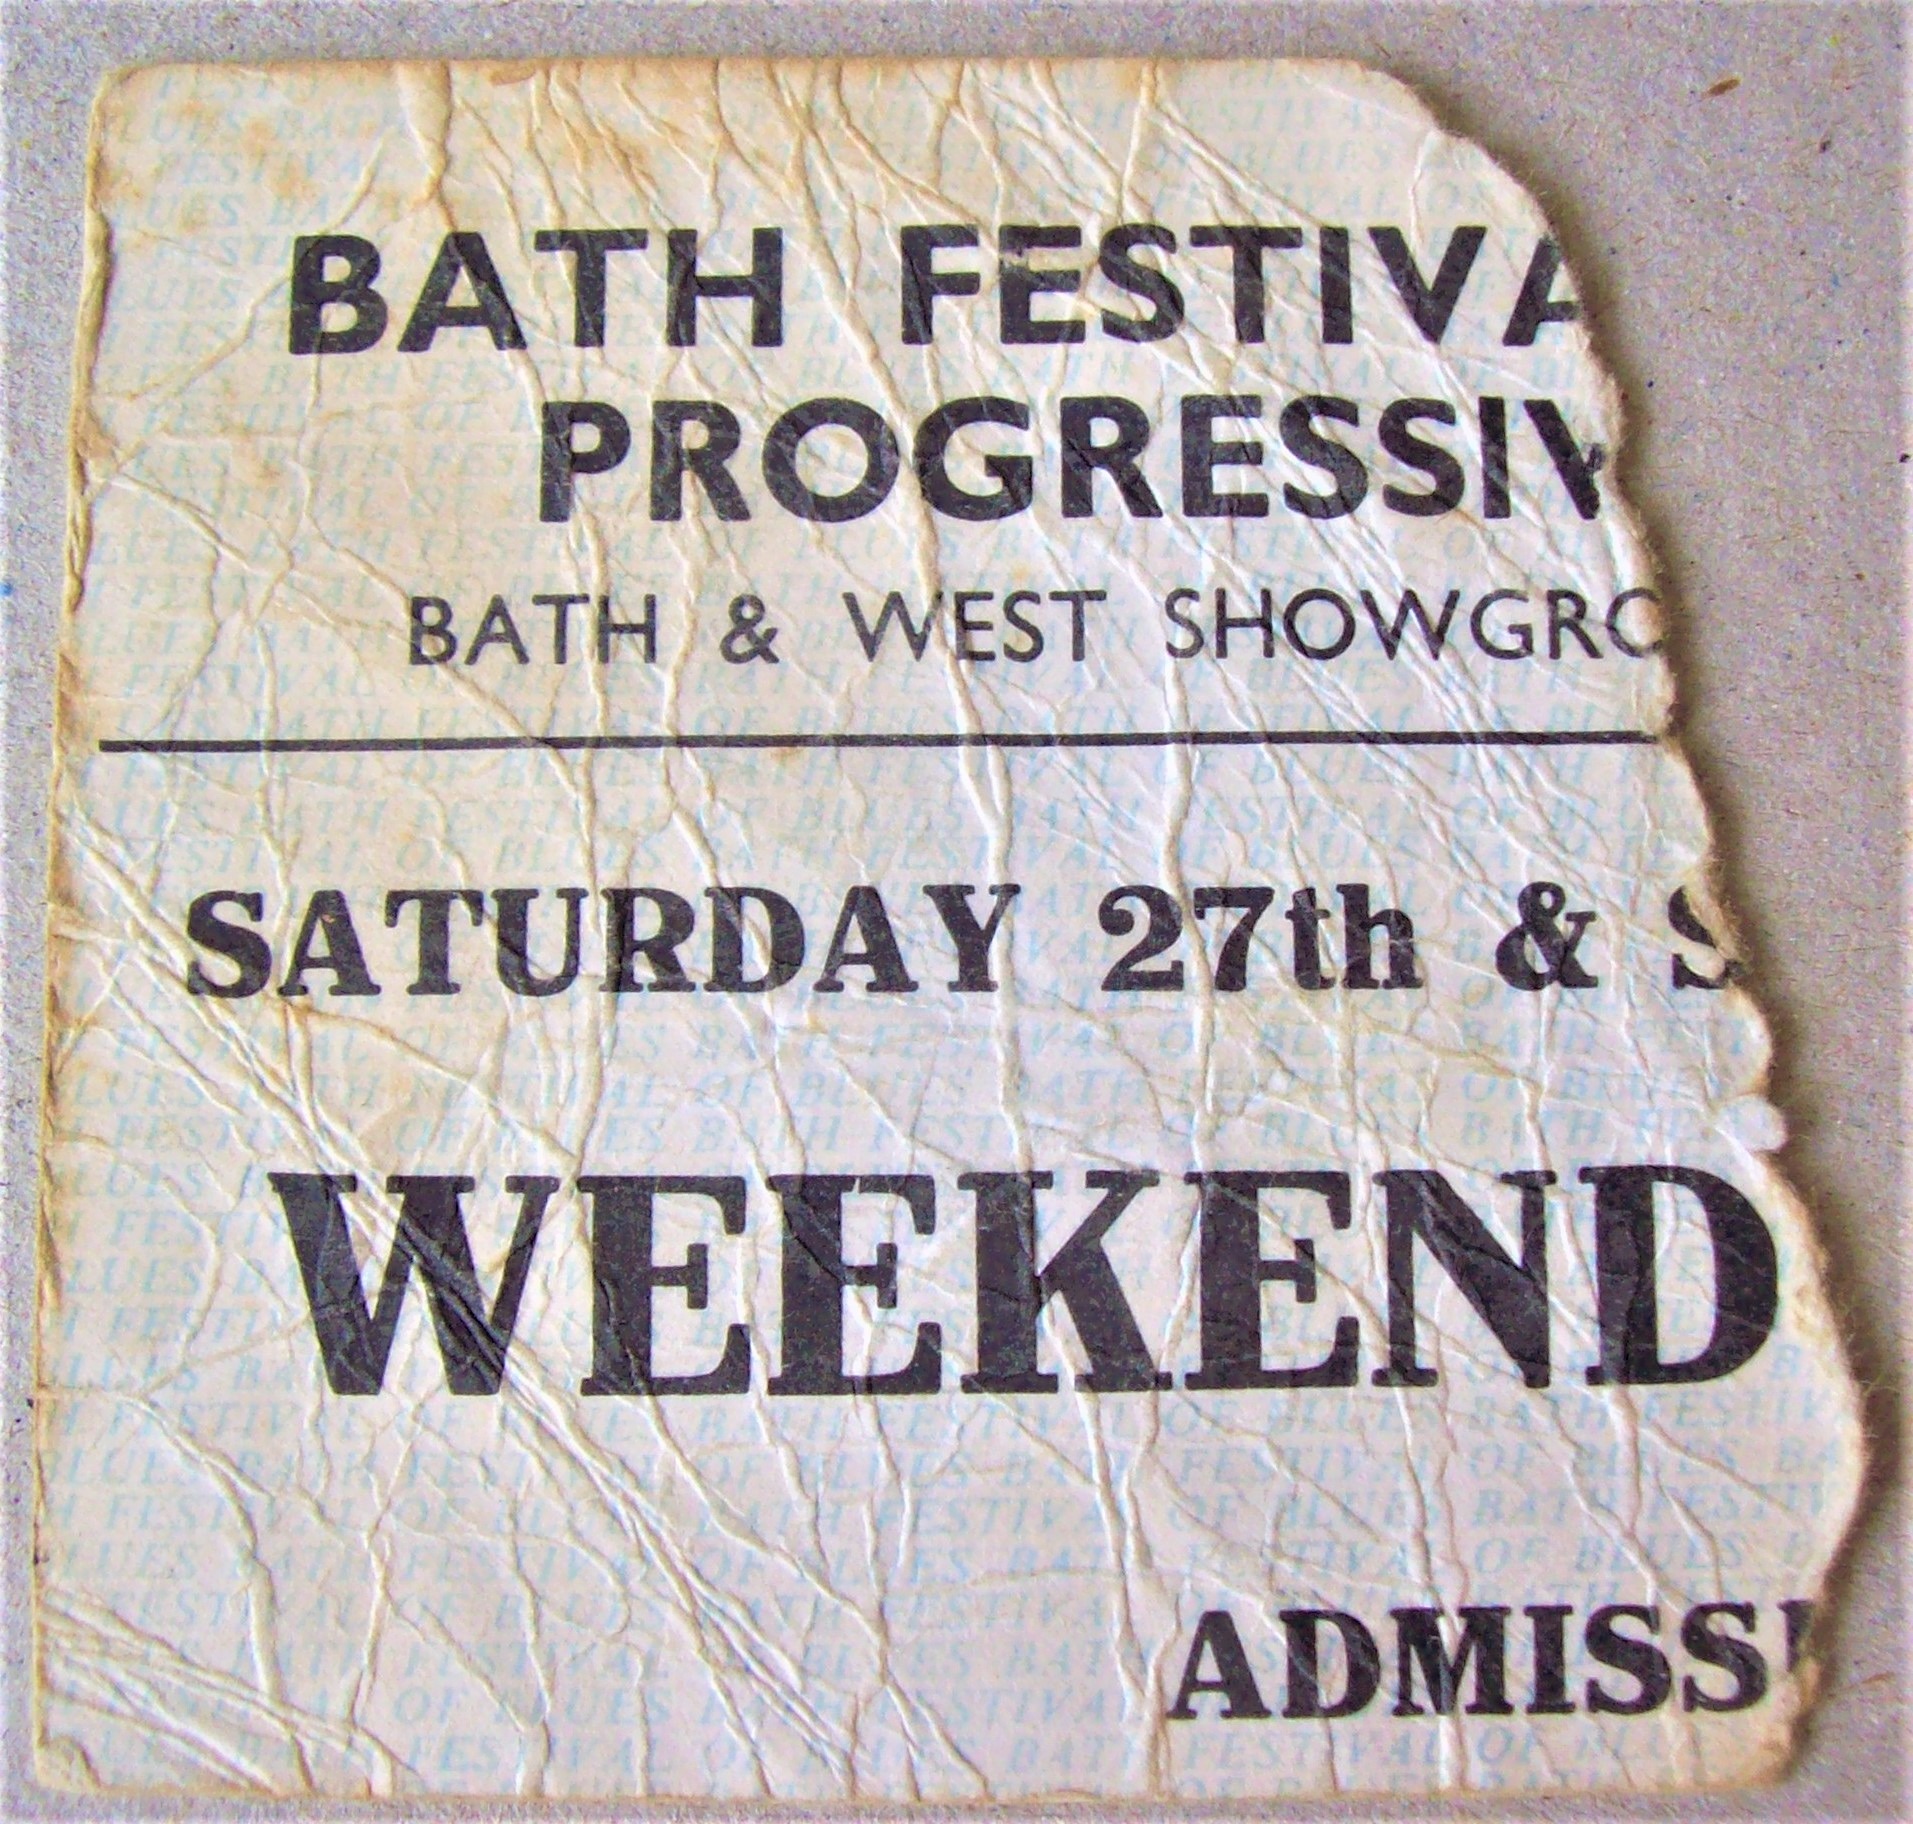 BATH FESTIVA
PROGRESSIV
BATH & WEST SHOWGRO
SATURDAY 27th & S
WEEKEND
ADMISS